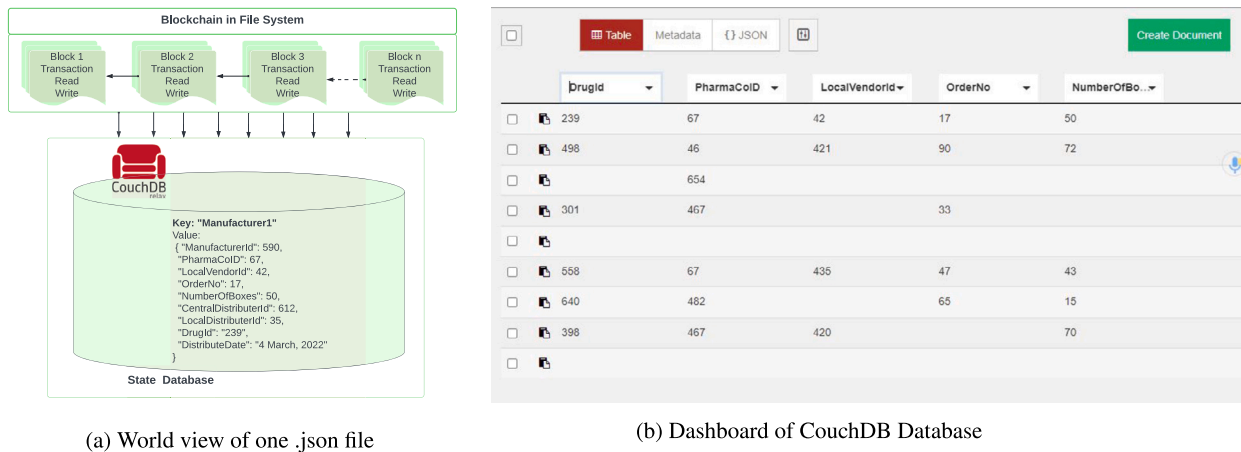 Blockchain in File System
Block 1
Transaction
Read
Write
Block 2
Transaction
Read
Write
Block 3
Transaction
Read
Write
Block n
Transaction
Read
Write
CouchDB
relax
Key: "Manufacturer1"
Value:
{ "ManufacturerId": 590,
"PharmaCoID": 67,
"LocalVendorId": 42,
"OrderNo": 17,
"NumberOfBoxes": 50,
"CentralDistributerId": 612,
"LocalDistributerId": 35,
"DrugId": "239",
"DistributeDate": "4 March, 2022"
}
State Database
(a) World view of one .json file
Table Metadata {} JSON Create Document
DrugId PharmaCoID LocalVendorId OrderNo NumberOfBo...
239 67 42 17 50
498 46 421 90 72
654
301 467 33
558 67 435 47 43
640 482 65 15
398 467 420 70
(b) Dashboard of CouchDB Database